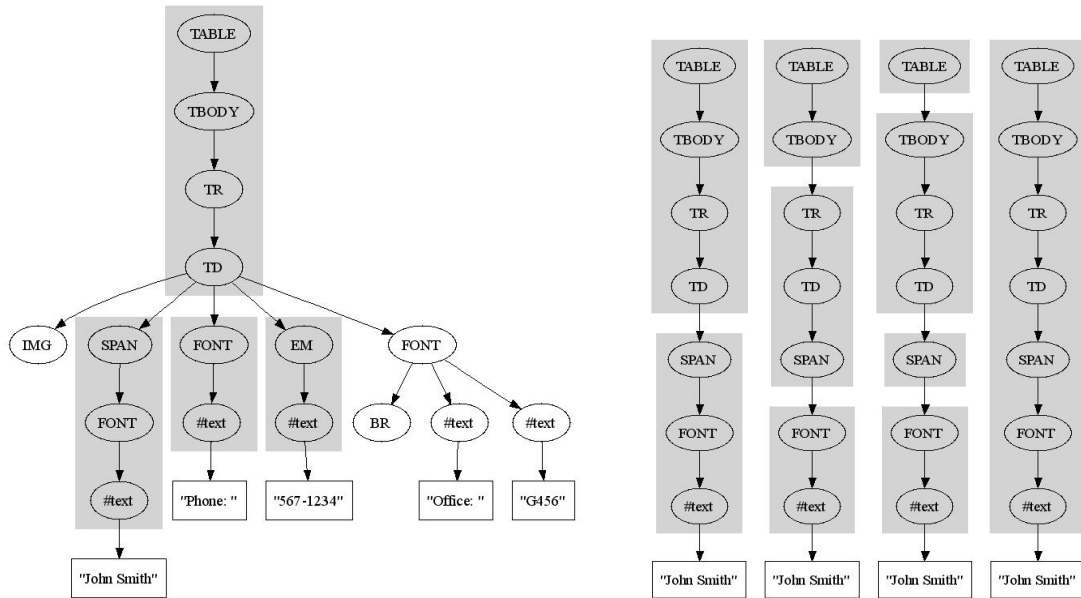 TABLE
TBODY
TR
TD
IMG SPAN FONT EM FONT
FONT #text #text BR #text #text
#text "Phone: " "567-1234" "Office: " "G456"
"John Smith"
TABLE TABLE TABLE TABLE
TBODY TBODY TBODY TBODY
TR TR TR TR
TD TD TD TD
SPAN SPAN SPAN SPAN
FONT FONT FONT FONT
#text #text #text #text
"John Smith" "John Smith" "John Smith" "John Smith"